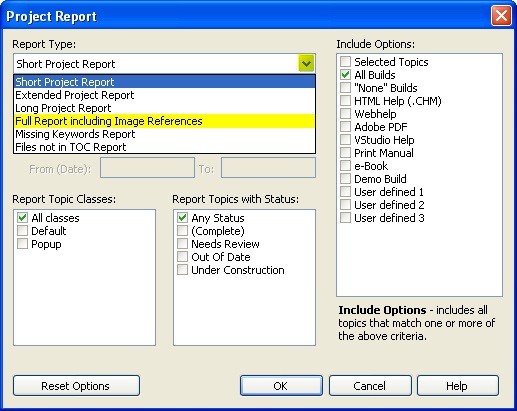 Project Report
Report Type:
Short Project Report
Short Project Report
Extended Project Report
Long Project Report
Full Report including Image References
Missing Keywords Report
Files not in TOC Report
From (Date):
To:
Report Topic Classes:
All classes
Default
Popup
Report Topics with Status:
Any Status
(Complete)
Needs Review
Out Of Date
Under Construction
Include Options:
Selected Topics
All Builds
"None" Builds
HTML Help (.CHM)
Webhelp
Adobe PDF
VStudio Help
Print Manual
e-Book
Demo Build
User defined 1
User defined 2
User defined 3
Include Options - includes all
topics that match one or more of
the above criteria.
Reset Options
OK
Cancel
Help